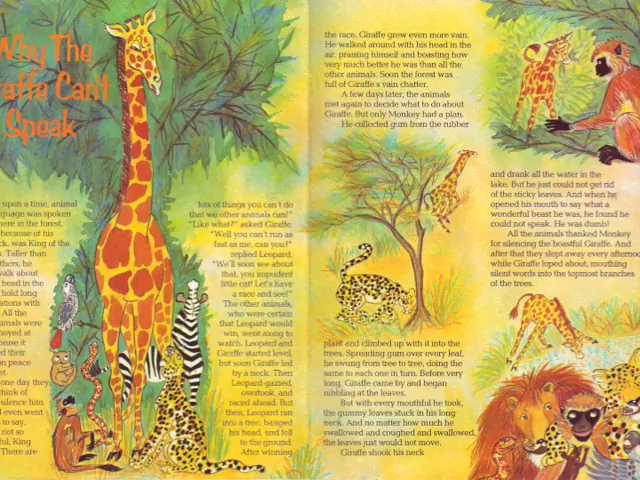 Why The
raffe Can't
Speak
upon a time, animal
guage was spoken
here in the forest.
because of his
ck, was King of the
. Taller than
thers, he
walk about
head in the
hold long
ations with
All the
imals were
noyed at
ause it
ed their
on peace
et.
one day they
think of
silence him.
l even went
to say,
not so
ful, King
There are
lots of things you can't do
that we other animals can!"
"Like what?" asked Giraffe.
"Well you can't run as
fast as me, can you?"
replied Leopard.
"We'll soon see about
that, you impudent
little cat! Let's have
a race and see!"
The other animals,
who were certain
that Leopard would
win, went along to
watch. Leopard and
Giraffe started level,
but soon Giraffe led
by a neck. Then
Leopard gained,
overtook, and
raced ahead. But
then, Leopard ran
into a tree, banged
his head, and fell
to the ground.
After winning
the race, Giraffe grew even more vain.
He walked around with his head in the
air, praising himself and boasting how
very much better he was than all the
other animals. Soon the forest was
full of Giraffe's vain chatter.
A few days later, the animals
met again to decide what to do about
Giraffe. But only Monkey had a plan.
He collected gum from the rubber
plant and climbed up with it into the
trees. Spreading gum over every leaf,
he swung from tree to tree, doing the
same to each one in turn. Before very
long, Giraffe came by and began
nibbling at the leaves.
But with every mouthful he took,
the gummy leaves stuck in his long
neck. And no matter how much he
swallowed and coughed and swallowed,
the leaves just would not move.
Giraffe shook his neck
and drank all the water in the
lake. But he just could not get rid
of the sticky leaves. And when he
opened his mouth to say what a
wonderful beast he was, he found he
could not speak. He was dumb!
All the animals thanked Monkey
for silencing the boastful Giraffe. And
after that they slept away every afternoo
while Giraffe loped about, mouthing
silent words into the topmost branches
of the trees.